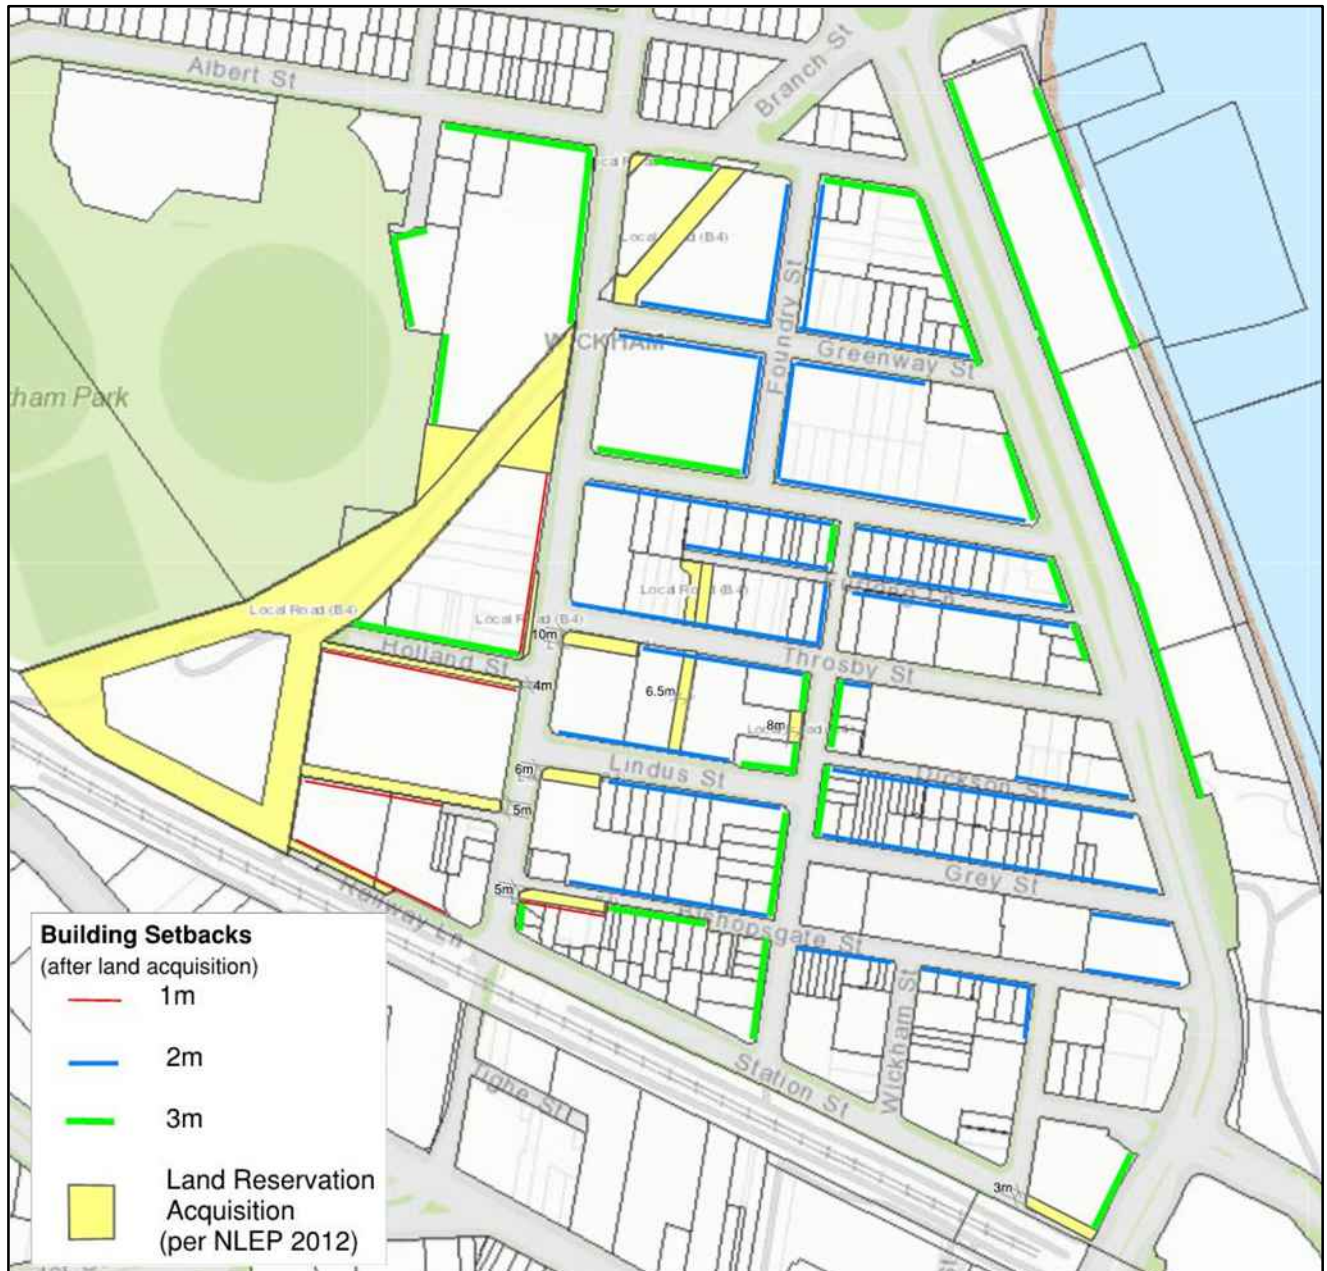 Albert St
Branch St
Local Road (B4)
WICKHAM
Foundry St
Greenway St
ham Park
Local Road (B4)
Local Road (B4)
Furlong Ln
10m
Holland St
4m
Throsby St
6.5m
8m
6m
Lindus St
5m
Dickson St
Grey St
5m
Bishopsgate St
Railway Ln
Wickham St
Station St
Tighe St
3m
Building Setbacks
(after land acquisition)
1m
2m
3m
Land Reservation
Acquisition
(per NLEP 2012)